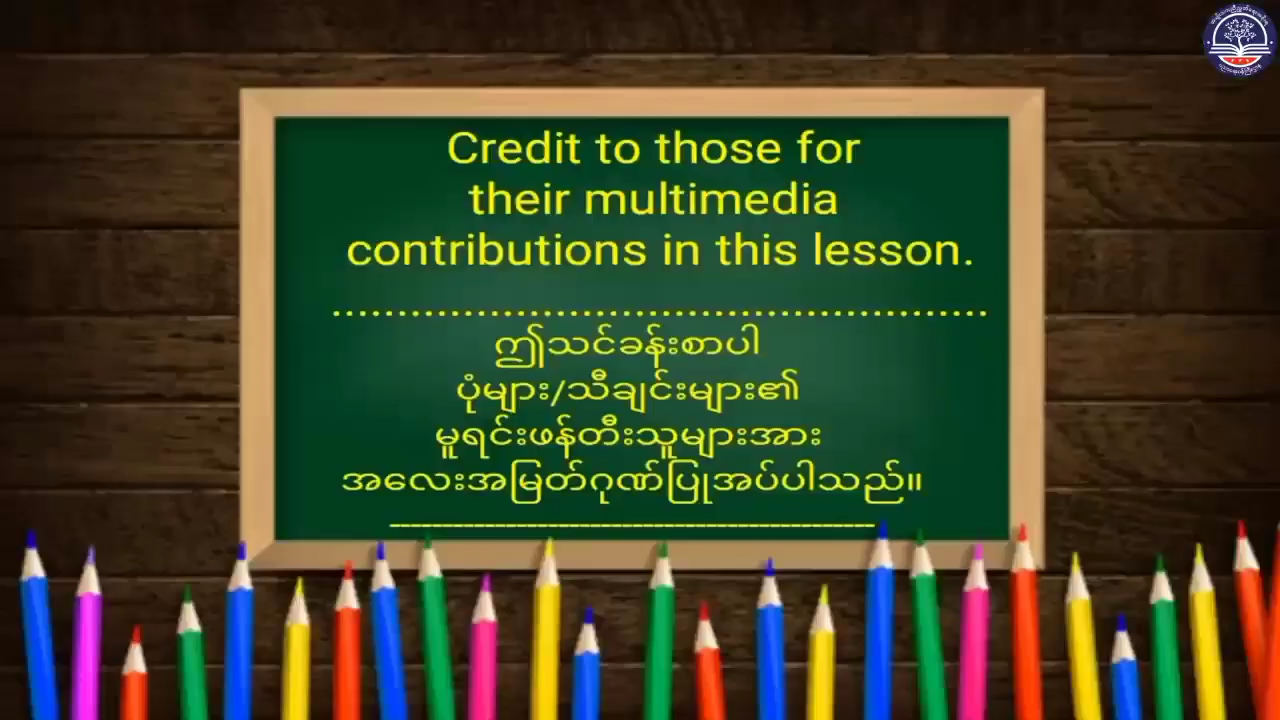 Credit to those for
their multimedia
contributions in this lesson.
..................................................
ဤသင်ခန်းစာပါ
ပုံများ/သီချင်းများ၏
မူရင်းဖန်တီးသူများအား
အလေးအမြတ်ဂုဏ်ပြုအပ်ပါသည်။